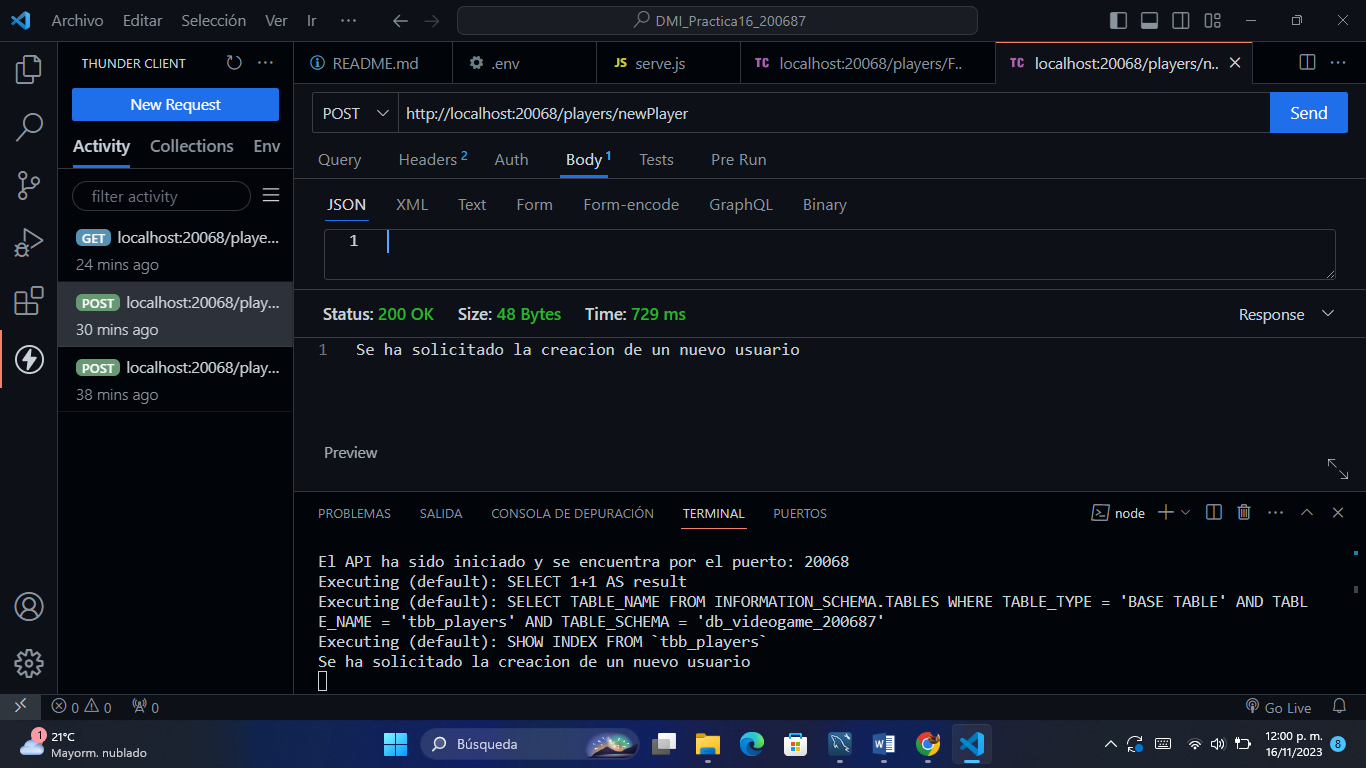 Archivo Editar Selección Ver Ir ··· DMI_Practica16_200687
THUNDER CLIENT
New Request
Activity Collections Env
filter activity
GET localhost:20068/playe...
24 mins ago
POST localhost:20068/play...
30 mins ago
POST localhost:20068/play...
38 mins ago
README.md .env JS serve.js TC localhost:20068/players/F.. TC localhost:20068/players/n..
POST http://localhost:20068/players/newPlayer Send
Query Headers 2 Auth Body 1 Tests Pre Run
JSON XML Text Form Form-encode GraphQL Binary
1
Status: 200 OK Size: 48 Bytes Time: 729 ms Response
1 Se ha solicitado la creacion de un nuevo usuario
Preview
PROBLEMAS SALIDA CONSOLA DE DEPURACIÓN TERMINAL PUERTOS node
El API ha sido iniciado y se encuentra por el puerto: 20068
Executing (default): SELECT 1+1 AS result
Executing (default): SELECT TABLE_NAME FROM INFORMATION_SCHEMA.TABLES WHERE TABLE_TYPE = 'BASE TABLE' AND TABL
E_NAME = 'tbb_players' AND TABLE_SCHEMA = 'db_videogame_200687'
Executing (default): SHOW INDEX FROM `tbb_players`
Se ha solicitado la creacion de un nuevo usuario
0 0 0 Go Live
1 21°C
Mayorm. nublado
Búsqueda
12:00 p. m.
16/11/2023 8